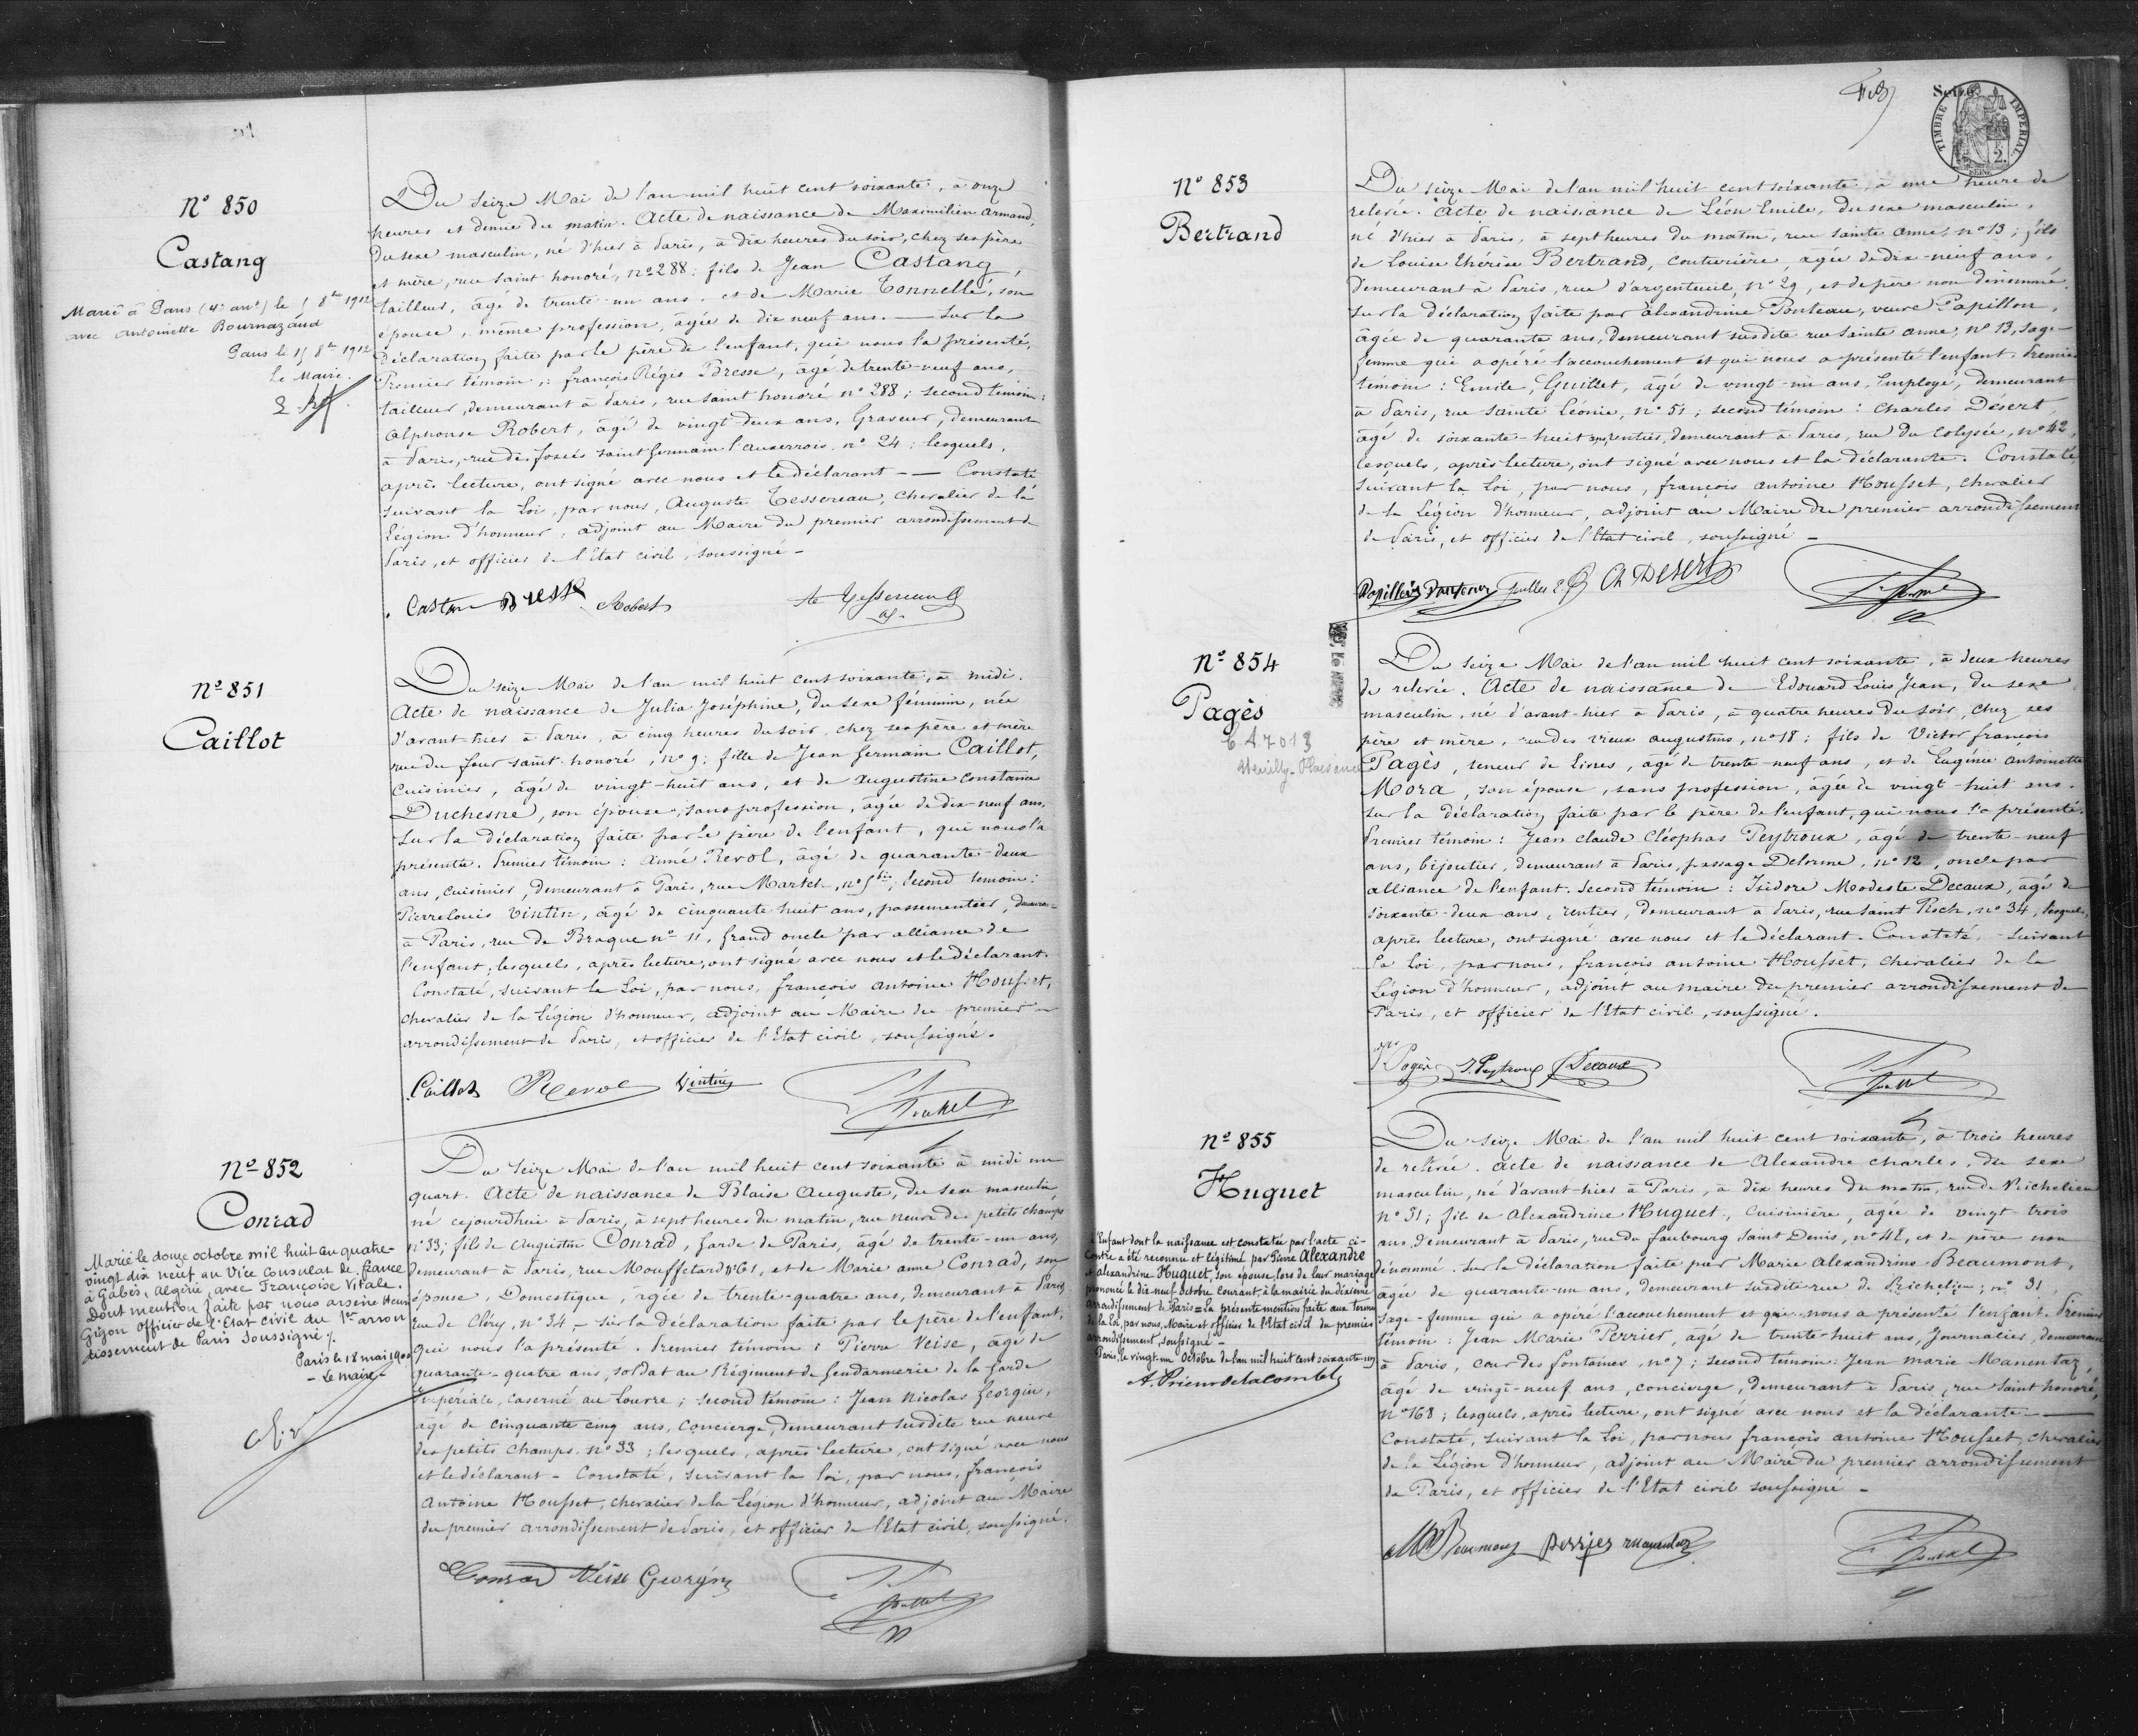 N° 850
Castang
Marié à Paris (4e arrt) le 8bre 1912
avec Antoinette Bournazaud
Paris le 15 8bre 1912
Le Maire.
Du seize Mai de l'an mil huit cent soixante, à onze
heures et demie du matin. Acte de naissance de Maximilien Armand,
du sexe masculin, né d'hier à Paris, à dix heures du soir, chez ses père
et mère, rue saint honoré, n° 288; fils de Jean Castang,
tailleur, âgé de trente-un ans, et de Marie Tonnellé, son
épouse, même profession, âgée de dix neuf ans. — Sur la
déclaration faite par le père de l'enfant, qui nous l'a présenté.
Premier témoin: françois Régis Bresse, âgé de trente-neuf ans,
tailleur, demeurant à Paris, rue saint honoré n° 288; second témoin:
Alphonse Robert, âgé de vingt-deux ans, Graveur, demeurant
à Paris, rue des fossés saint Germain l'auxerrois, n° 24; lesquels,
après lecture, ont signé avec nous et le déclarant — Constaté
suivant la Loi, par nous, Auguste Tessereau, chevalier de la
Légion d'honneur, adjoint au Maire du premier arrondissement de
Paris, et officier de l'Etat civil, soussigné -
Castan Bresse Robert Ate Tessereau
adj.
N° 851
Caillot
Du seize Mai de l'an mil huit cent soixante, à midi.
Acte de naissance de Julia Joséphine, du sexe féminin, née
d'avant-hier à Paris, à cinq heures du soir, chez ses père et mère
rue du four saint-honoré, n° 9; fille de Jean Germain Caillot,
cuisinier, âgé de vingt-huit ans, et de Augustine Constance
Duchesne, son épouse, sans profession, âgée de dix-neuf ans.
Sur la déclaration faite par le père de l'enfant, qui nous l'a
présentée. Premier témoin: Aimé Revol, âgé de quarante-deux
ans, cuisinier, demeurant à Paris, rue Martel, n° 5 bis; second témoin:
Pierre Louis Vintin, âgé de cinquante huit ans, passementier, demeurant
à Paris, rue de Braque n° 11, grand oncle par alliance de
l'enfant; lesquels, après lecture, ont signé avec nous et le déclarant.
Constaté, suivant la Loi, par nous, françois Antoine Housset,
chevalier de la Légion d'honneur, adjoint au Maire du premier
arrondissement de Paris, et officier de l'Etat civil, soussigné.
Caillot Revol Vintin
Housset
N° 852
Conrad
Marié le douze octobre mil huit cen quatre-
vingt dix neuf au Vice Consulat de france
à Gabès, Algérie, avec Françoise Vitale.
Dont mention faite par nous arsène Henri
Gizon officier de l'Etat civil du 1er arron
dissement de Paris soussigné ./.
Paris le 18 mai 1900
- Le maire -
Du seize Mai de l'an mil huit cent soixante à midi un
quart. Acte de naissance de Blaise Auguste, du sexe masculin,
né cejourdhui à Paris, à sept heures du matin, rue neuve des petits champs
n° 33; fils de Augustin Conrad, Garde de Paris, âgé de trente-un ans,
demeurant à Paris, rue Mouffetard n° 61, et de Marie anne Conrad, son
épouse, Domestique, âgée de trente-quatre ans, demeurant à Paris,
rue de Cléry, n° 34 - Sur la déclaration faite par le père de l'enfant,
qui nous l'a présenté. Premier témoin: Pierre Veise, âgé de
quarante-quatre ans, soldat au Régiment de Gendarmerie de la Garde
Impériale, caserné au Louvre; second témoin: Jean Nicolas Georgin,
âgé de cinquante cinq ans, concierge, demeurant susdite rue neuve
des petits champs n° 33; lesquels, après lecture, ont signé avec nous
et le déclarant - Constaté, suivant la loi, par nous, françois
Antoine Housset, chevalier de la Légion d'honneur, adjoint au Maire
du premier arrondissement de Paris, et officier de l'Etat civil, soussigné.
Conrad Veise Georgin
Housset
Seize
TIMBRE IMPERIAL
2.
SEINE
N° 853
Bertrand
Du seize Mai de l'an mil huit cent soixante, à une heure de
relevée. Acte de naissance de Léon Emile, du sexe masculin,
né d'hier à Paris, à sept heures du matin, rue sainte anne, n° 13; fils
de Louise Thérèse Bertrand, couturière, âgée de dix-neuf ans,
demeurant à Paris, rue d'argenteuil, n° 29, et de père non dénommé.
sur la déclaration faite par Alexandrine Ponteau, veuve Papillon,
âgée de quarante ans, demeurant susdite rue sainte anne, n° 13, sage-
femme qui a opéré l'accouchement et qui nous a présenté l'enfant. Premier
témoin: Emile, Guillet, âgé de vingt-un ans, Employé, demeurant
à Paris, rue sainte Léonie, n° 51; second témoin: Charles Désert,
âgé de soixante-huit ans, rentier, demeurant à Paris, rue du Colysée, n° 42,
lesquels, après lecture, ont signé avec nous et la déclarante. Constaté,
suivant la Loi, par nous, françois antoine Housset, chevalier
de la Légion d'honneur, adjoint au Maire du premier arrondissement
de Paris, et officier de l'Etat civil, soussigné -
Ch Desert
N° 854
Pagès
Du seize Mai de l'an mil huit cent soixante, à deux heures
de relevée. Acte de naissance de Edouard Louis Jean, du sexe
masculin, né d'avant-hier à Paris, à quatre heures du soir, chez ses
père et mère, rue des vieux augustins, n° 18; fils de Victor françois
Pagès, teneur de livres, âgé de trente-neuf ans, et de Eugénie Antoinette
Mora, son épouse, sans profession, âgée de vingt-huit ans.
Sur la déclaration faite par le père de l'enfant, qui nous l'a présenté.
Premier témoin: Jean Claude Cléophas Peytroux, âgé de trente-neuf
ans, bijoutier, demeurant à Paris, passage Delorme, n° 12, oncle par
alliance de l'enfant. Second témoin: Isidore Modeste Decaux, âgé de
soixante-deux ans, rentier, demeurant à Paris, rue saint Roch, n° 34, lesquels,
après lecture, ont signé avec nous et le déclarant. Constaté, suivant
la loi, par nous, françois antoine Housset, chevalier de la
Légion d'honneur, adjoint au maire du premier arrondissement de
Paris, et officier de l'Etat civil, soussigné.
Pagès J. Peytroux Decaux
Housset
N° 855
Huguet
L'Enfant dont la naissance est constatée par l'acte ci-
contre a été reconnu et légitimé par Pierre Alexandre
et Alexandrine Huguet, son épouse, lors de leur mariage
prononcé le dix neuf Octobre courant à la mairie du dixième
arrondissement de Paris = La présente mention faite aux termes
de la Loi, par nous, Maire et officier de l'Etat civil du premier
arrondissement, soussigné -
Paris, le vingt-un Octobre de l'an mil huit cent soixante-un
A. Prieur de la comble
Du seize Mai de l'an mil huit cent soixante, à trois heures
de relevée. Acte de naissance de Alexandre Charles, du sexe
masculin, né d'avant-hier à Paris, à dix heures du matin, rue de Richelieu
n° 31; fils de Alexandrine Huguet, cuisinière, âgée de vingt-trois
ans, demeurant à Paris, rue du faubourg Saint Denis, n° 42, et de père non
dénommé. Sur la déclaration faite par Marie Alexandrine Beaumont,
âgée de quarante-un ans, demeurant susdite rue de Richelieu, n° 31,
sage-femme qui a opéré l'accouchement et qui nous a présenté l'enfant. Premier
témoin: Jean Marie Perrier, âgé de trente-huit ans, Journalier, demeurant
à Paris, cour des fontaines, n° 7; second témoin: Jean marie Manentaz,
âgé de vingt-neuf ans, concierge, demeurant à Paris, rue Saint honoré,
n° 168; lesquels, après lecture, ont signé avec nous et la déclarante -
Constaté, suivant la Loi, par nous françois antoine Housset, chevalier
de la Légion d'honneur, adjoint au Maire du premier arrondissement
de Paris, et officier de l'Etat civil soussigné -
Beaumont perrier manentaz
Housset